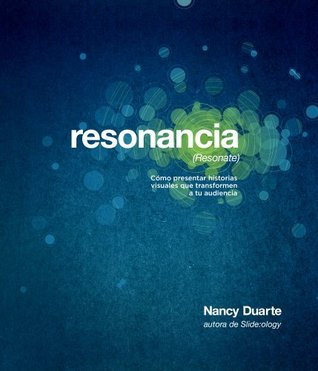 resonancia
(Resonate)
Cómo presentar historias
visuales que transformen
a tu audiencia
Nancy Duarte
autora de Slide:ology